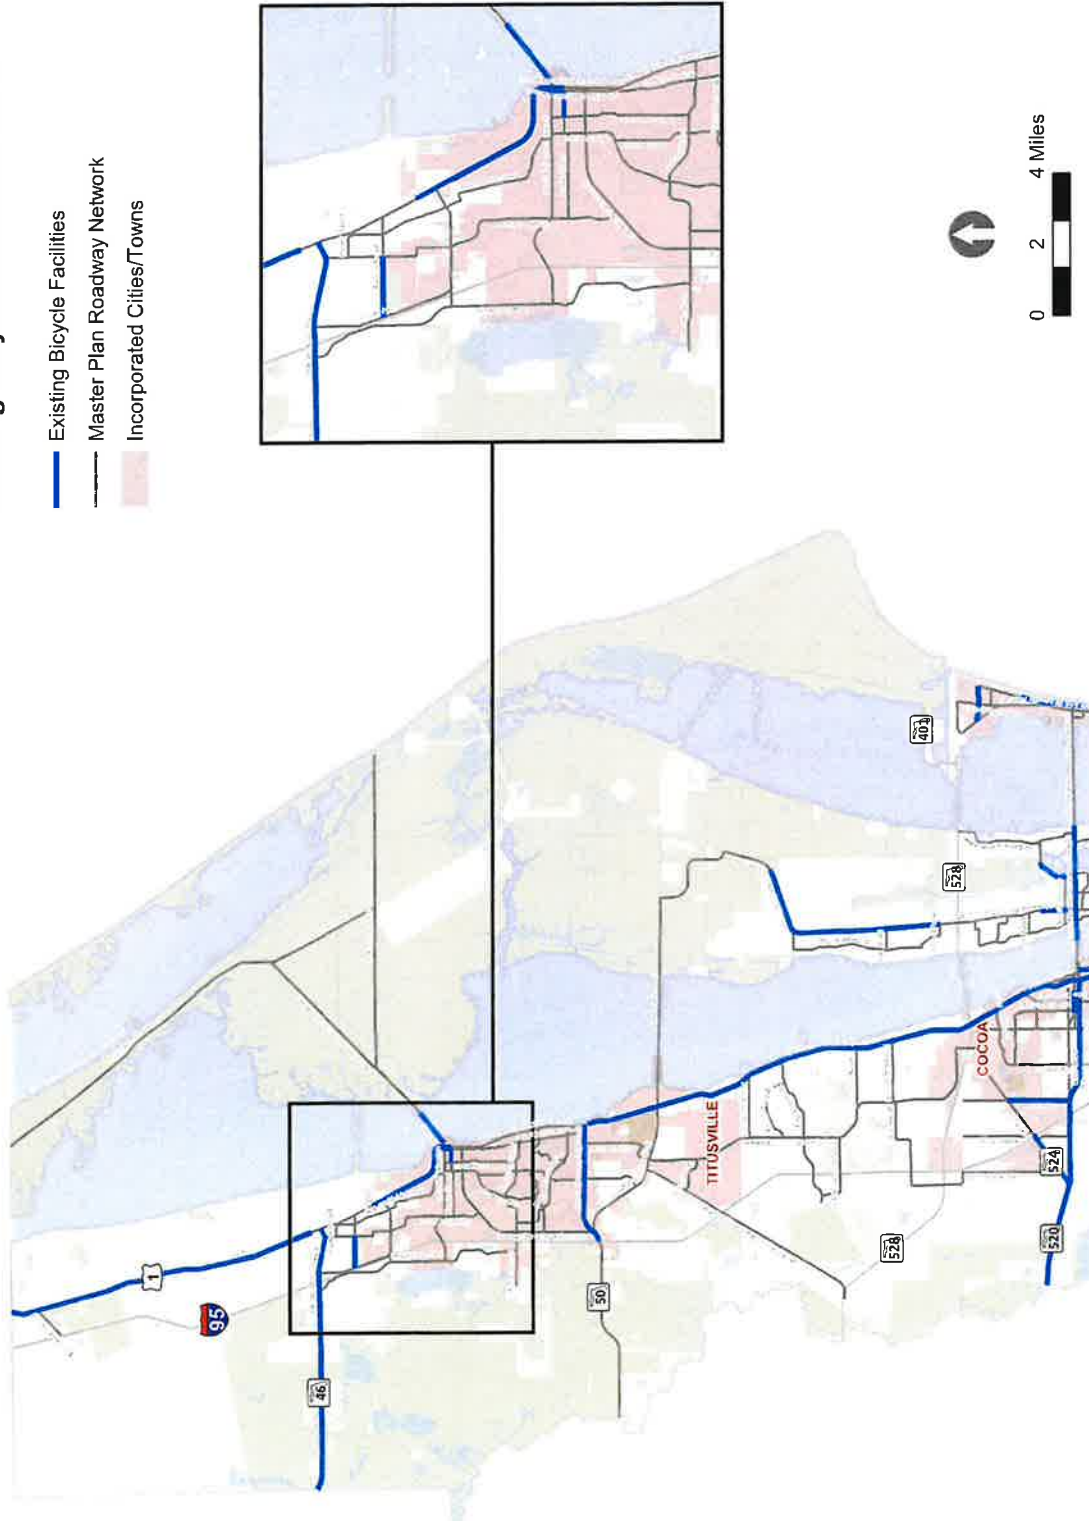 Existing Bicycle Facilities
Master Plan Roadway Network
Incorporated Cities/Towns
0 2 4 Miles
1
95
46
50
TITUSVILLE
401
528
COCOA
528
524
520